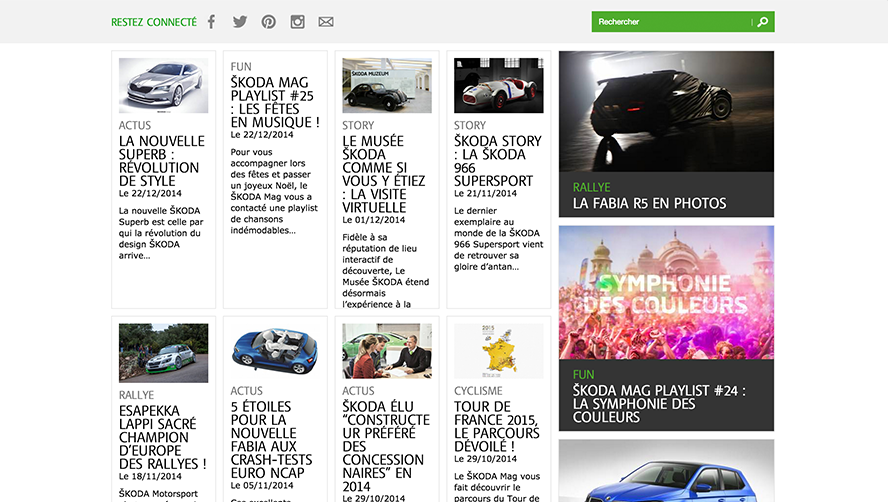 RESTEZ CONNECTÉ
Rechercher
ACTUS
LA NOUVELLE
SUPERB :
RÉVOLUTION
DE STYLE
Le 22/12/2014
La nouvelle ŠKODA
Superb est celle par
qui la révolution du
design ŠKODA
arrive...
FUN
ŠKODA MAG
PLAYLIST #25
: LES FÊTES
EN MUSIQUE !
Le 22/12/2014
Pour vous
accompagner lors
des fêtes et passer
un joyeux Noël, le
ŠKODA Mag vous a
contacté une playlist
de chansons
indémodables...
ŠKODA MUZEUM
STORY
LE MUSÉE
ŠKODA
COMME SI
VOUS Y ÉTIEZ
: LA VISITE
VIRTUELLE
Le 01/12/2014
Fidèle à sa
réputation de lieu
interactif de
découverte, Le
Musée ŠKODA étend
désormais
l'expérience à la
STORY
ŠKODA STORY
: LA ŠKODA
966
SUPERSPORT
Le 21/11/2014
Le dernier
exemplaire au
monde de la ŠKODA
966 Supersport vient
de retrouver sa
gloire d'antan...
RALLYE
LA FABIA R5 EN PHOTOS
SYMPHONIE
DES COULEURS
FUN
ŠKODA MAG PLAYLIST #24 :
LA SYMPHONIE DES
COULEURS
RALLYE
ESAPEKKA
LAPPI SACRÉ
CHAMPION
D'EUROPE
DES RALLYES !
Le 18/11/2014
ŠKODA Motorsport
ACTUS
5 ÉTOILES
POUR LA
NOUVELLE
FABIA AUX
CRASH-TESTS
EURO NCAP
Le 05/11/2014
Ces excellents
ACTUS
ŠKODA ÉLU
“CONSTRUCTE
UR PRÉFÉRÉ
DES
CONCESSION
NAIRES” EN
2014
Le 29/10/2014
2015
CYCLISME
TOUR DE
FRANCE 2015,
LE PARCOURS
DÉVOILÉ !
Le 29/10/2014
Le ŠKODA Mag vous
fait découvrir le
parcours du Tour de